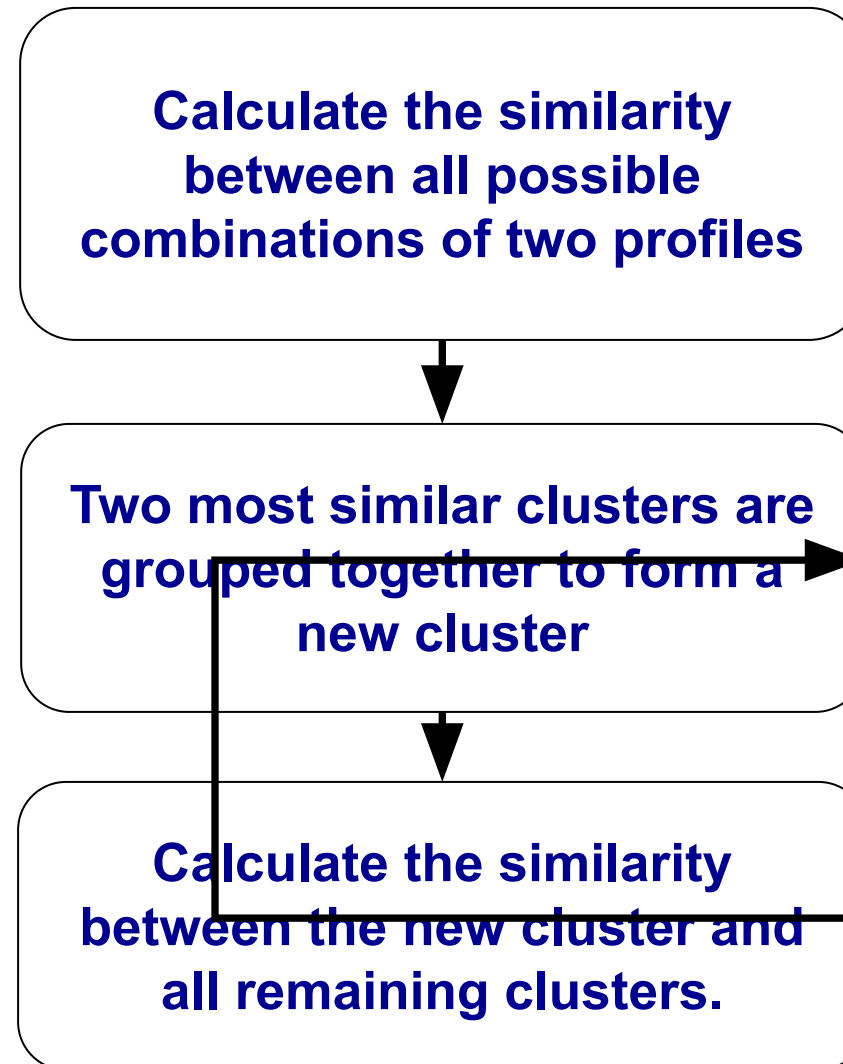 Calculate the similarity
between all possible
combinations of two profiles
Two most similar clusters are
grouped together to form a
new cluster
Calculate the similarity
between the new cluster and
all remaining clusters.